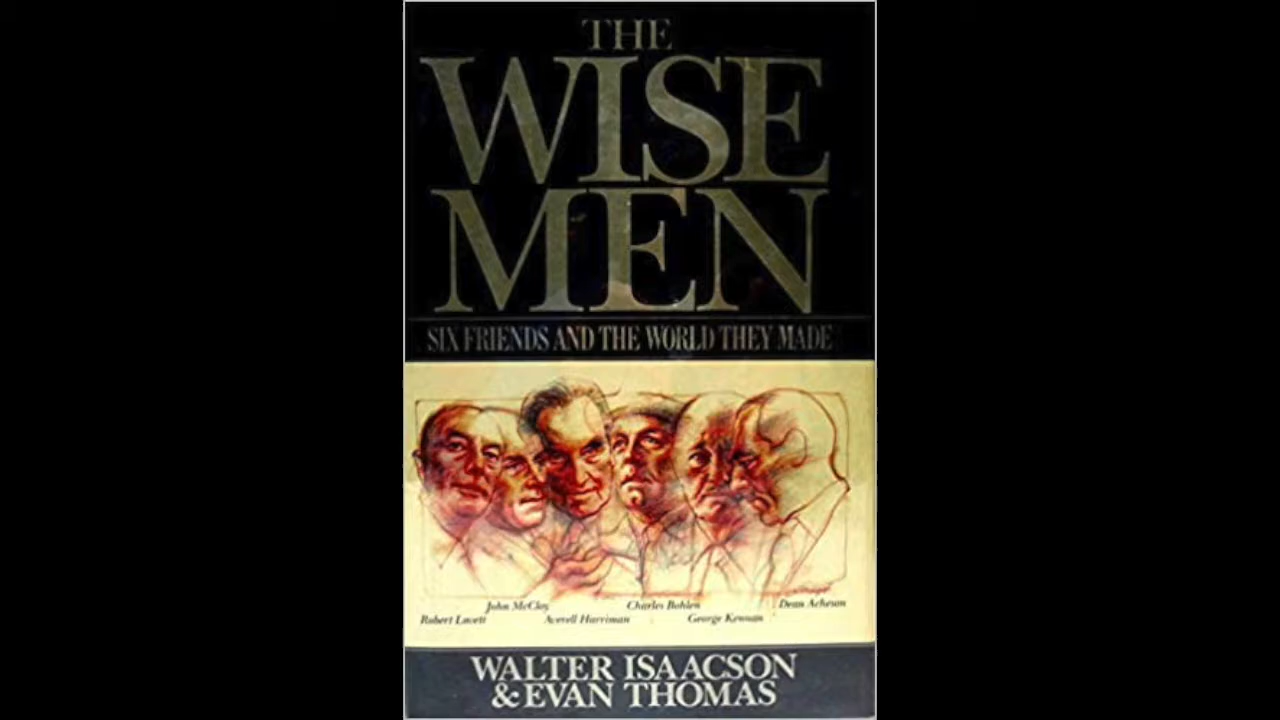 THE
WISE
MEN
SIX FRIENDS AND THE WORLD THEY MADE
John McCloy Charles Bohlen Dean Acheson
Robert Lovett Averell Harriman George Kennan
WALTER ISAACSON
& EVAN THOMAS